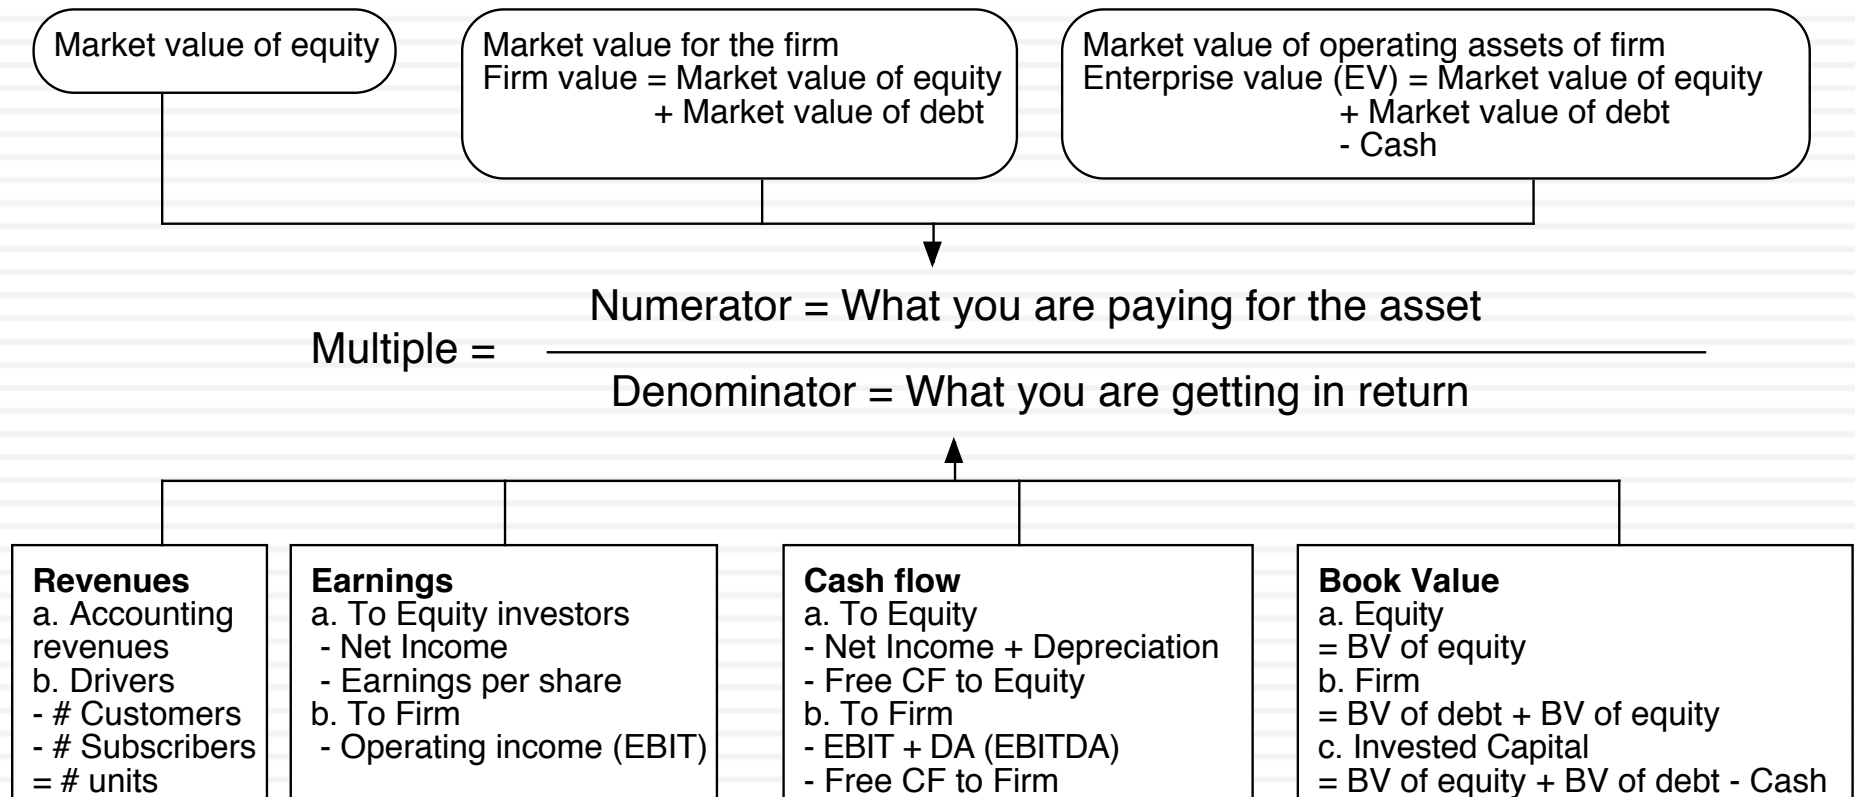 Market value of equity
Market value for the firm
Firm value = Market value of equity
+ Market value of debt
Market value of operating assets of firm
Enterprise value (EV) = Market value of equity
+ Market value of debt
- Cash
Multiple =
Numerator = What you are paying for the asset
Denominator = What you are getting in return
Revenues
a. Accounting
revenues
b. Drivers
- # Customers
- # Subscribers
= # units
Earnings
a. To Equity investors
- Net Income
- Earnings per share
b. To Firm
- Operating income (EBIT)
Cash flow
a. To Equity
- Net Income + Depreciation
- Free CF to Equity
b. To Firm
- EBIT + DA (EBITDA)
- Free CF to Firm
Book Value
a. Equity
= BV of equity
b. Firm
= BV of debt + BV of equity
c. Invested Capital
= BV of equity + BV of debt - Cash